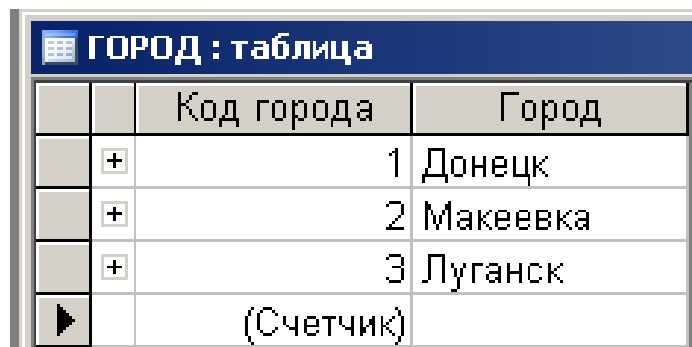 ГОРОД : таблица
Код города Город
1 Донецк
2 Макеевка
3 Луганск
(Счетчик)